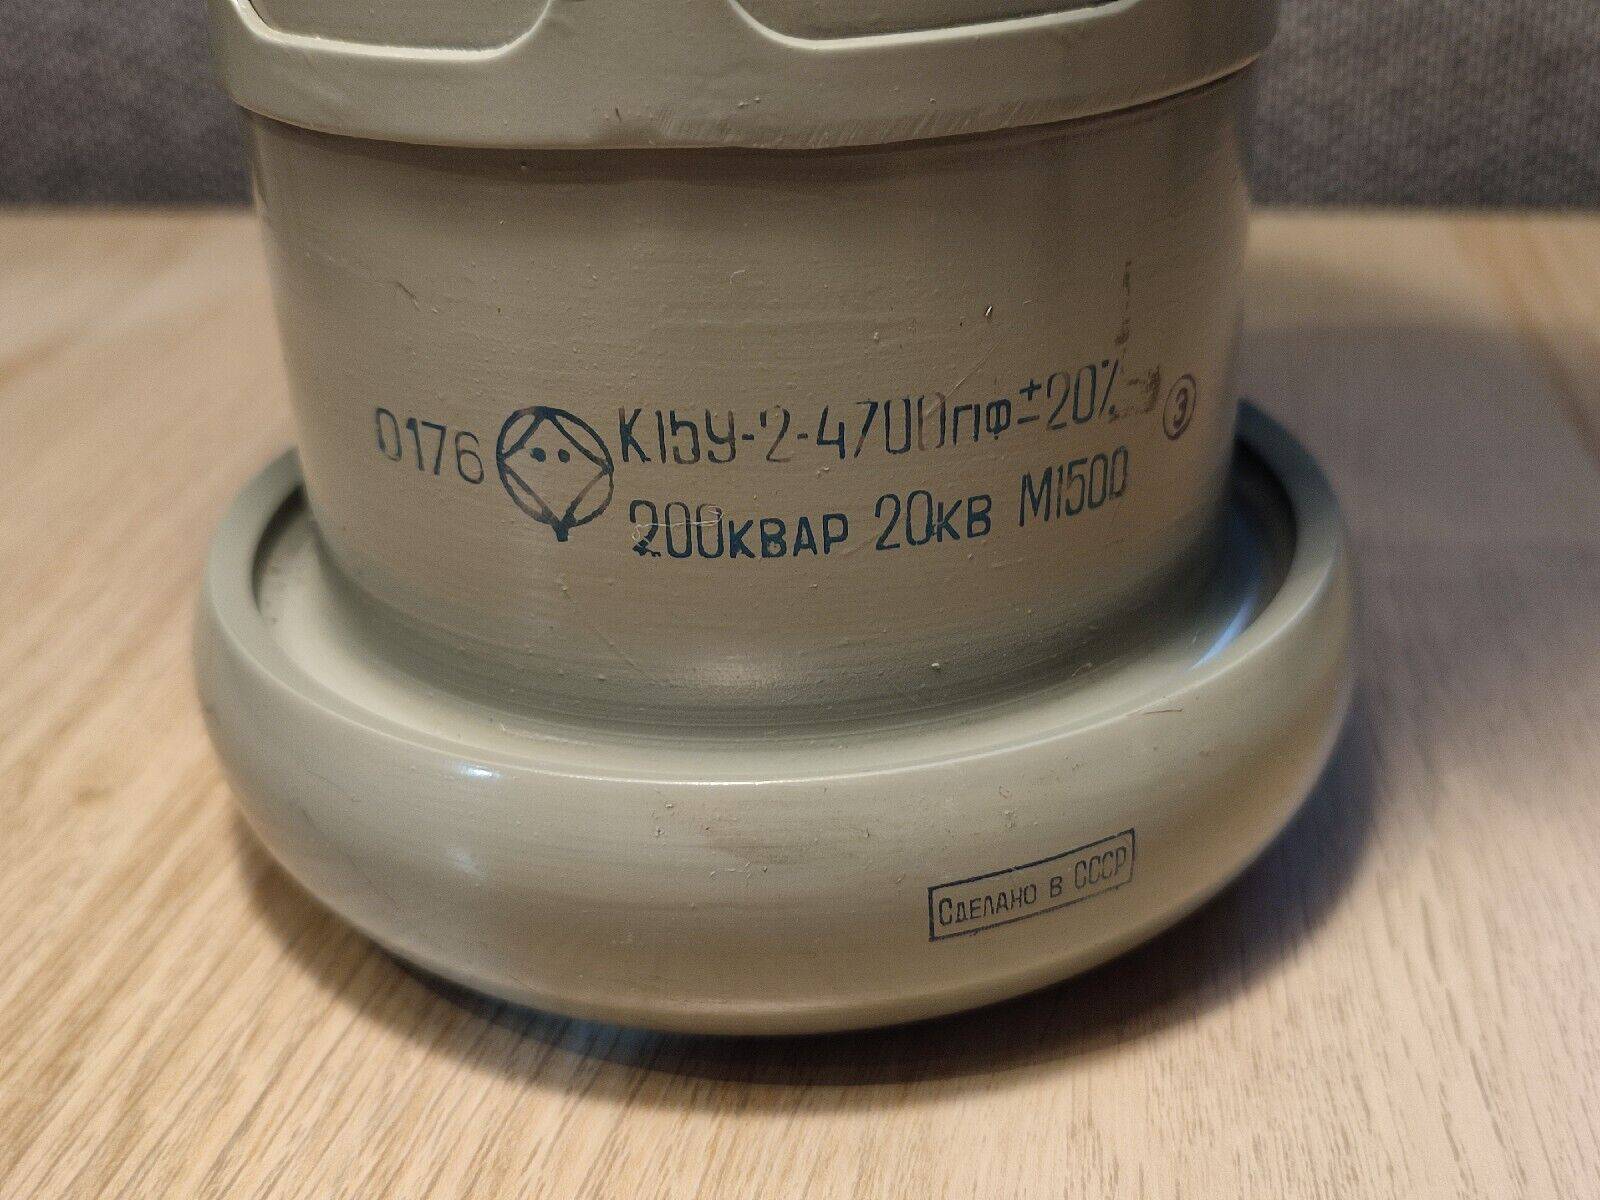 0176 К15У-2-4700пФ±20% З
200КВАР 20КВ М1500
СДЕЛАНО В СССР